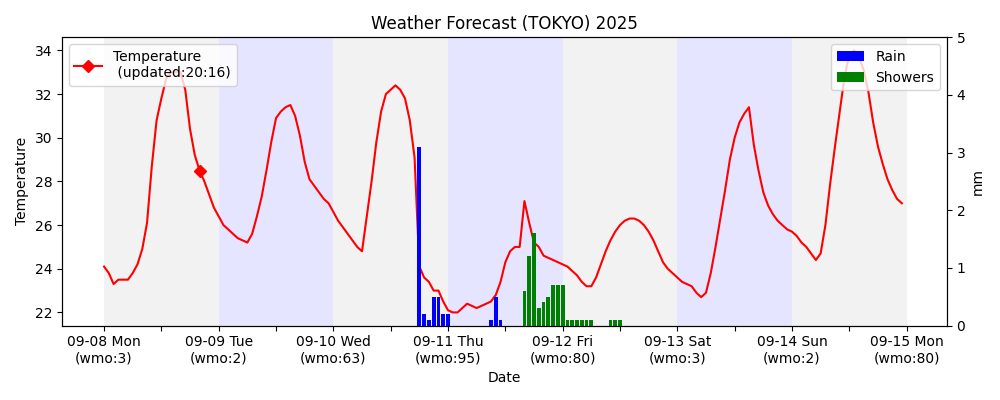 Weather Forecast (TOKYO) 2025
Temperature
(updated:20:16)
Rain
Showers
34
32
30
28
26
24
22
Temperature
5
4
3
2
1
0
mm
09-08 Mon
(wmo:3)
09-09 Tue
(wmo:2)
09-10 Wed
(wmo:63)
09-11 Thu
(wmo:95)
09-12 Fri
(wmo:80)
09-13 Sat
(wmo:3)
09-14 Sun
(wmo:2)
09-15 Mon
(wmo:80)
Date